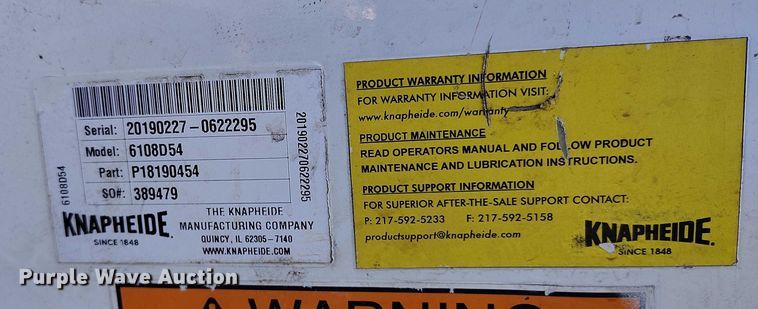 6108D54
Serial: 20190227-0622295
Model: 6108D54
Part: P18190454
SO#: 389479
201902270622295
KNAPHEIDE.
SINCE 1848
THE KNAPHEIDE
MANUFACTURING COMPANY
QUINCY, IL 62305-7140
WWW.KNAPHEIDE.COM
PRODUCT WARRANTY INFORMATION
FOR WARRANTY INFORMATION VISIT:
www.knapheide.com/warranty
PRODUCT MAINTENANCE
READ OPERATORS MANUAL AND FOLLOW PRODUCT
MAINTENANCE AND LUBRICATION INSTRUCTIONS.
PRODUCT SUPPORT INFORMATION
FOR SUPERIOR AFTER-THE-SALE SUPPORT CONTACT:
P: 217-592-5233 F: 217-592-5158
productsupport@knapheide.com
KNAPHEIDE.
SINCE 1848
Purple Wave Auction
WARNING